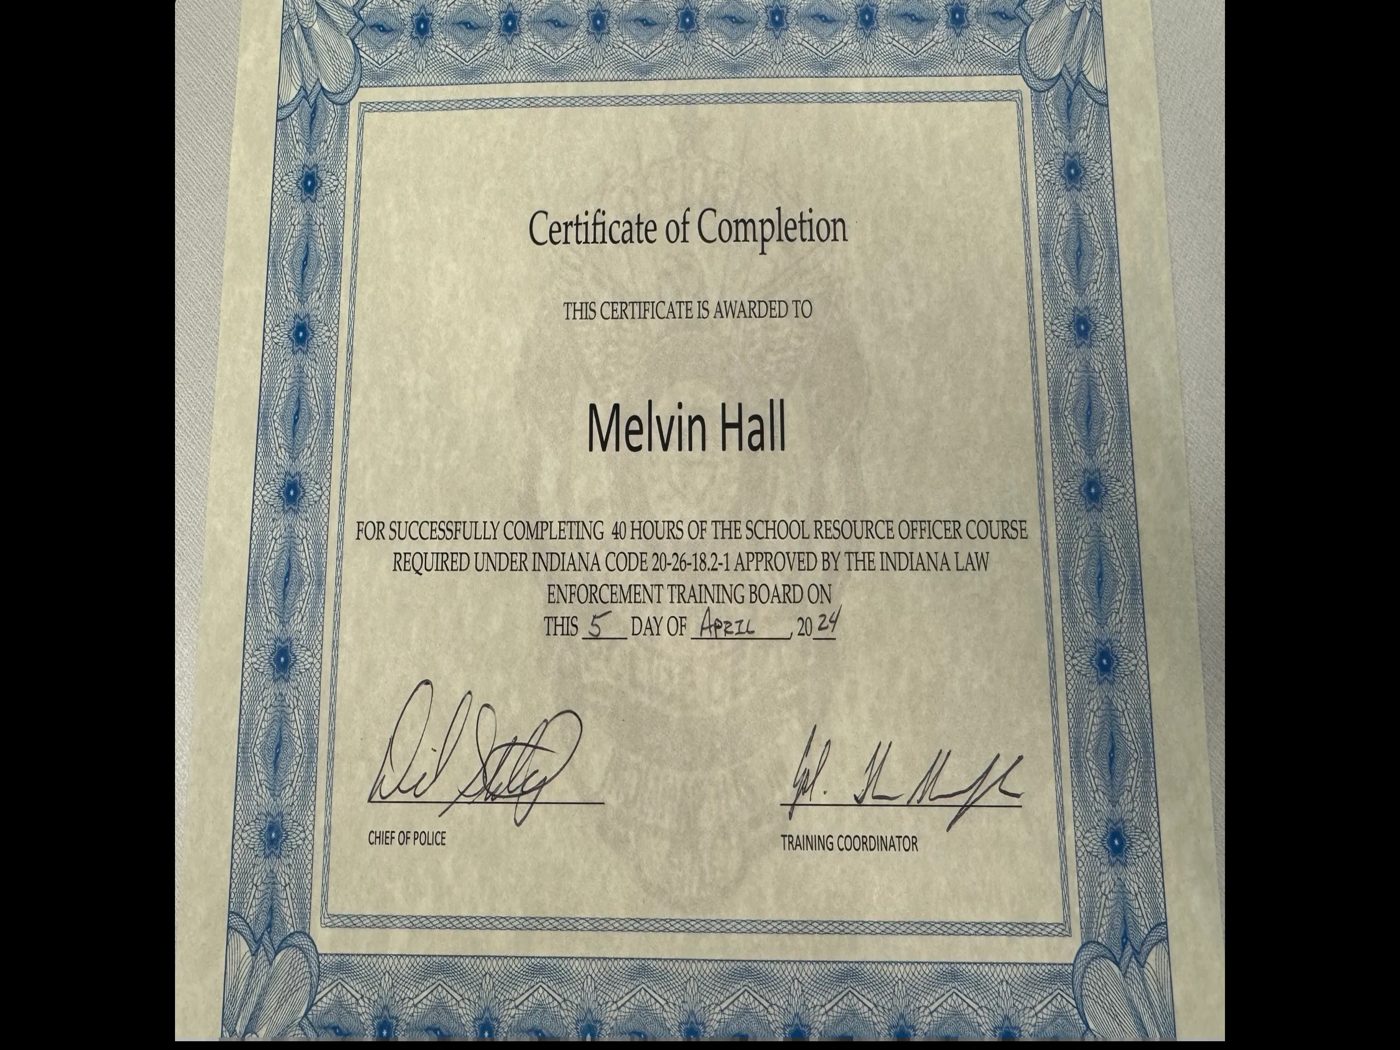 Certificate of Completion
THIS CERTIFICATE IS AWARDED TO
Melvin Hall
FOR SUCCESSFULLY COMPLETING 40 HOURS OF THE SCHOOL RESOURCE OFFICER COURSE
REQUIRED UNDER INDIANA CODE 20-26-18.2-1 APPROVED BY THE INDIANA LAW
ENFORCEMENT TRAINING BOARD ON
THIS 5 DAY OF APRIL, 2024
CHIEF OF POLICE
TRAINING COORDINATOR